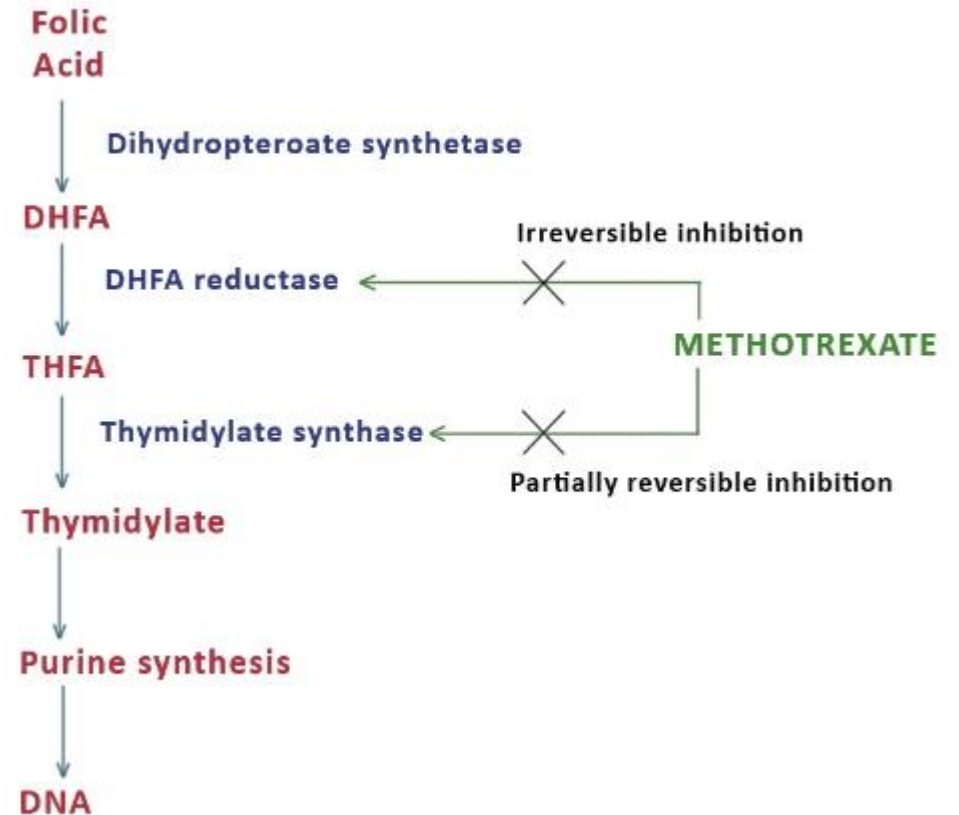 Folic
Acid
Dihydropteroate synthetase
DHFA
Irreversible inhibition
DHFA reductase
METHOTREXATE
THFA
Thymidylate synthase
Partially reversible inhibition
Thymidylate
Purine synthesis
DNA